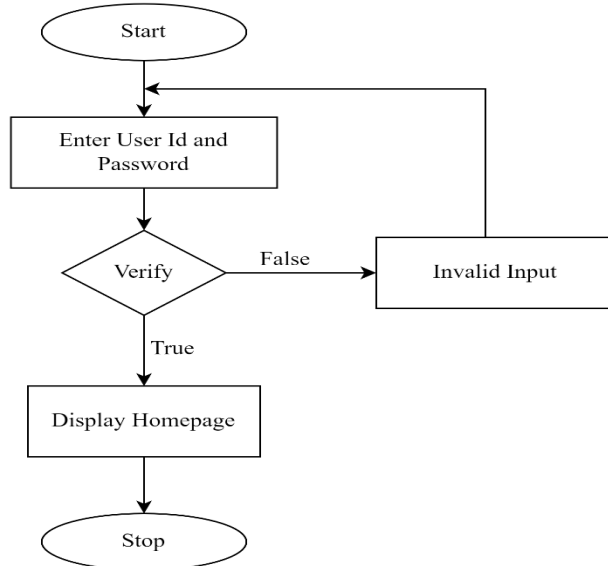 Start
Enter User Id and
Password
Verify
False
Invalid Input
True
Display Homepage
Stop